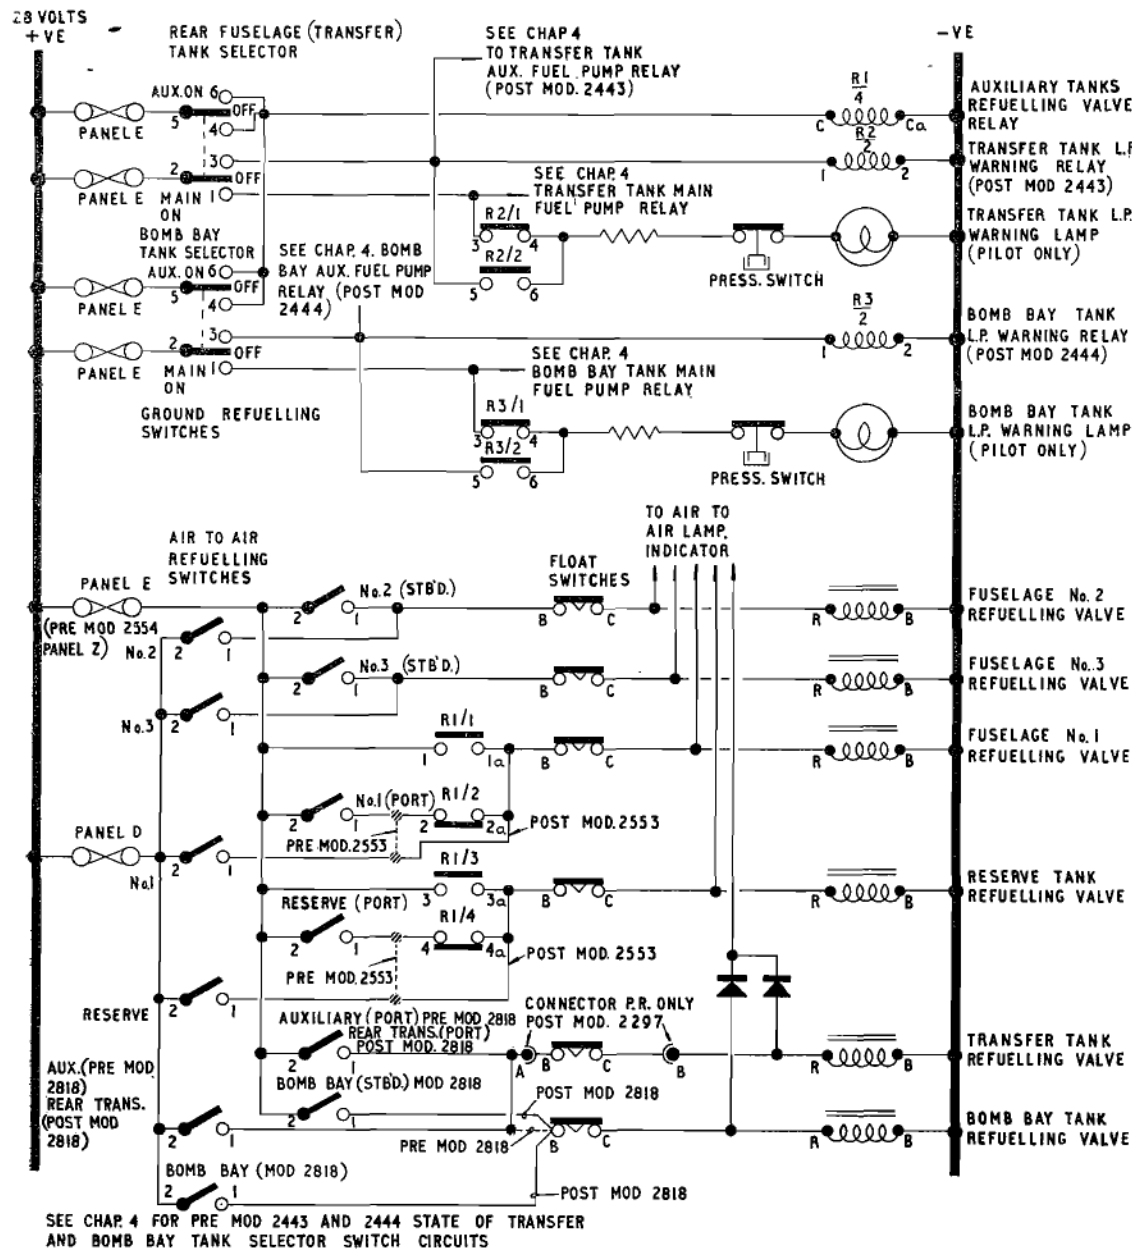 28 VOLTS
+VE
REAR FUSELAGE (TRANSFER)
TANK SELECTOR
SEE CHAP 4
TO TRANSFER TANK
AUX. FUEL PUMP RELAY
(POST MOD. 2443)
-VE
AUX.ON 6
OFF
5
4
PANEL E
R1
4
C
Ca
AUXILIARY TANKS
REFUELLING VALVE
RELAY
3
2
OFF
PANEL E
MAIN 1
ON
R2
2
1
2
TRANSFER TANK L.P
WARNING RELAY
(POST MOD 2443)
SEE CHAP. 4
TRANSFER TANK MAIN
FUEL PUMP RELAY
R2/1
3
4
R2/2
5
6
PRESS. SWITCH
TRANSFER TANK L.P.
WARNING LAMP
(PILOT ONLY)
BOMB BAY
TANK SELECTOR
AUX. ON 6
OFF
5
4
PANEL E
SEE CHAP. 4. BOMB
BAY AUX. FUEL PUMP
RELAY (POST MOD
2444)
3
2
OFF
PANEL E
MAIN 1
ON
R3
2
1
2
BOMB BAY TANK
L.P. WARNING RELAY
(POST MOD 2444)
SEE CHAP. 4
BOMB BAY TANK MAIN
FUEL PUMP RELAY
GROUND REFUELLING
SWITCHES
R3/1
3
4
R3/2
5
6
PRESS. SWITCH
BOMB BAY TANK
L.P. WARNING LAMP
(PILOT ONLY)
AIR TO AIR
REFUELLING
SWITCHES
TO AIR TO
AIR LAMP.
INDICATOR
FLOAT
SWITCHES
PANEL E
(PRE MOD 2554
PANEL Z)
No.2 (STB'D.)
2
1
B
C
R
B
FUSELAGE No. 2
REFUELLING VALVE
No.2
2
1
No.3 (STB'D.)
2
1
B
C
R
B
FUSELAGE No..3
REFUELLING VALVE
No.3
2
1
R1/1
1
1a
B
C
R
B
FUSELAGE No.1
REFUELLING VALVE
No.1 (PORT)
2
1
R1/2
2
2a
POST MOD. 2553
PRE MOD.2553
PANEL D
No.1
2
1
R1/3
3
3a
B
C
R
B
RESERVE TANK
REFUELLING VALVE
RESERVE (PORT)
2
1
R1/4
4
4a
POST MOD. 2553
PRE MOD.2553
RESERVE
2
1
CONNECTOR P.R. ONLY
POST MOD. 2297
AUXILIARY (PORT) PRE MOD 2818
REAR TRANS.(PORT)
POST MOD. 2818
2
1
A
B
C
B
R
B
TRANSFER TANK
REFUELLING VALVE
AUX.(PRE MOD
2818)
REAR TRANS.
(POST MOD
2818)
BOMB BAY (STB'D.) MOD 2818
2
1
POST MOD 2818
2
1
PRE MOD 2818
B
C
R
B
BOMB BAY TANK
REFUELLING VALVE
BOMB BAY (MOD 2818)
2
1
POST MOD 2818
SEE CHAP. 4 FOR PRE MOD 2443 AND 2444 STATE OF TRANSFER
AND BOMB BAY TANK SELECTOR SWITCH CIRCUITS